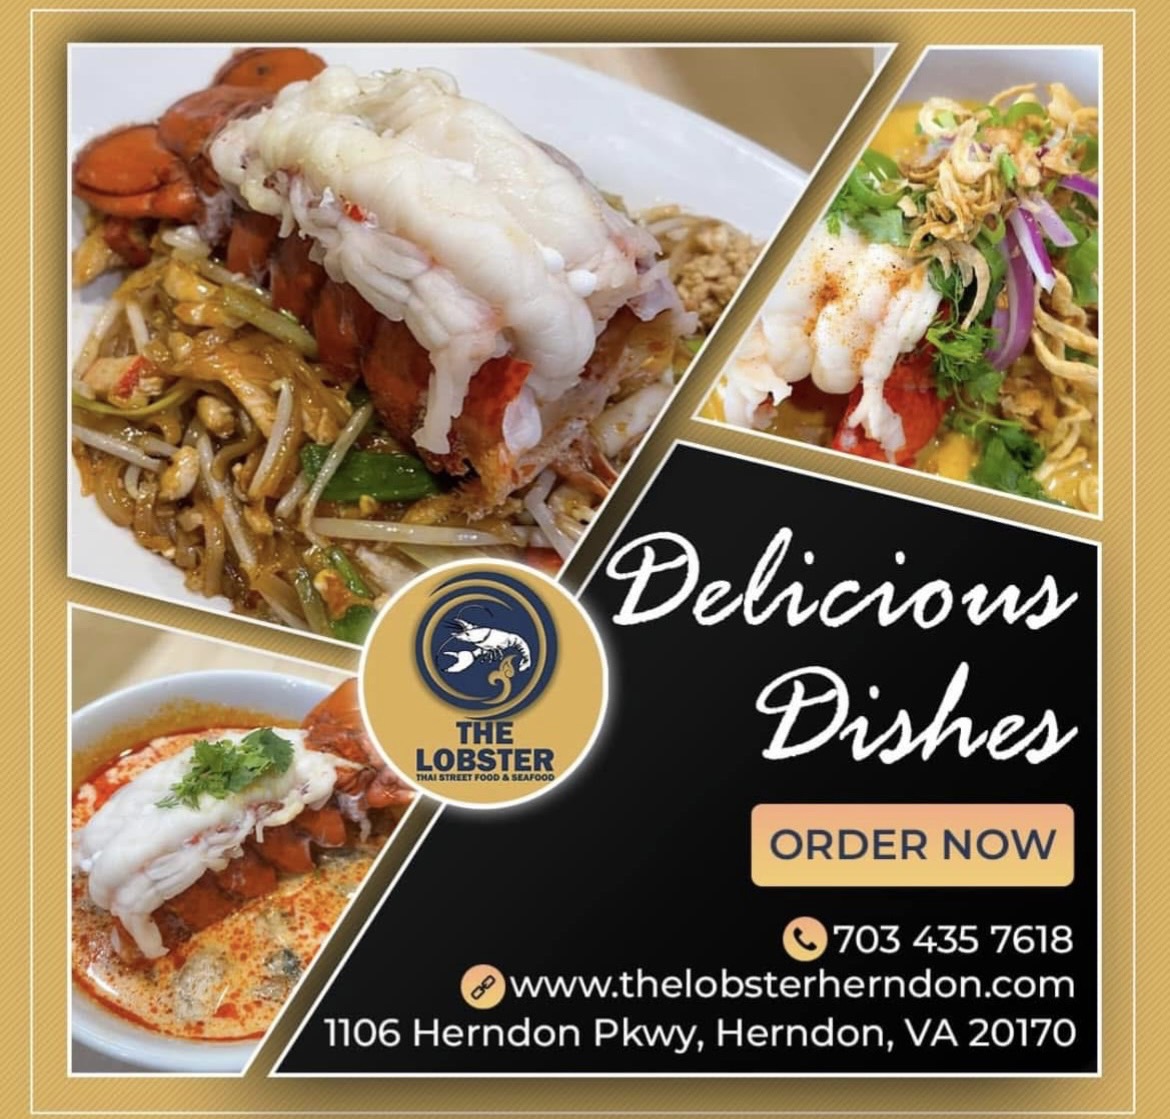 Delicious
Dishes
THE
LOBSTER
THAI STREET FOOD & SEAFOOD
ORDER NOW
703 435 7618
www.thelobsterherndon.com
1106 Herndon Pkwy, Herndon, VA 20170